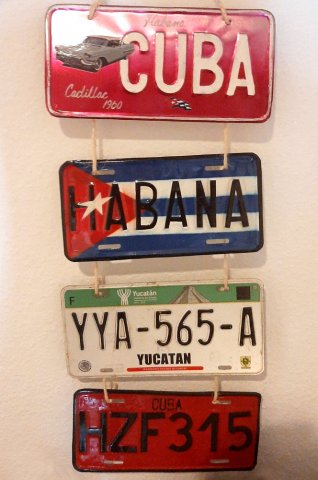 Habana
CUBA
Cadillac
1960
HABANA
F
Yucatán
YYA-565-A
YUCATAN
CUBA
HZF315